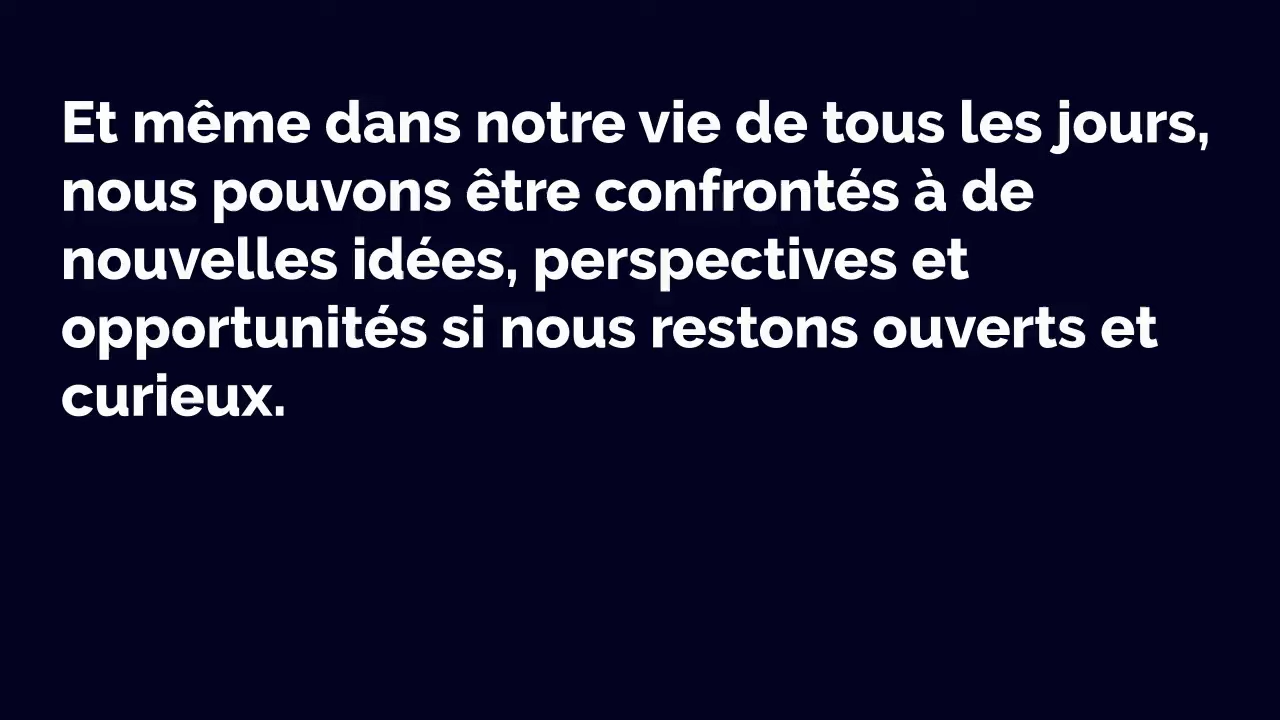 Et même dans notre vie de tous les jours,
nous pouvons être confrontés à de
nouvelles idées, perspectives et
opportunités si nous restons ouverts et
curieux.